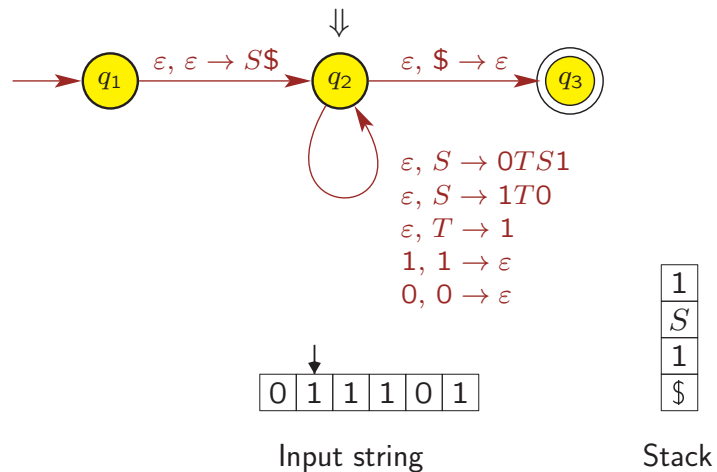 ⇓
ε, ε → S$
ε, $ → ε
q1
q2
q3
ε, S → 0TS1
ε, S → 1T0
ε, T → 1
1, 1 → ε
0, 0 → ε
1
S
1
$
0 1 1 1 0 1
Input string
Stack